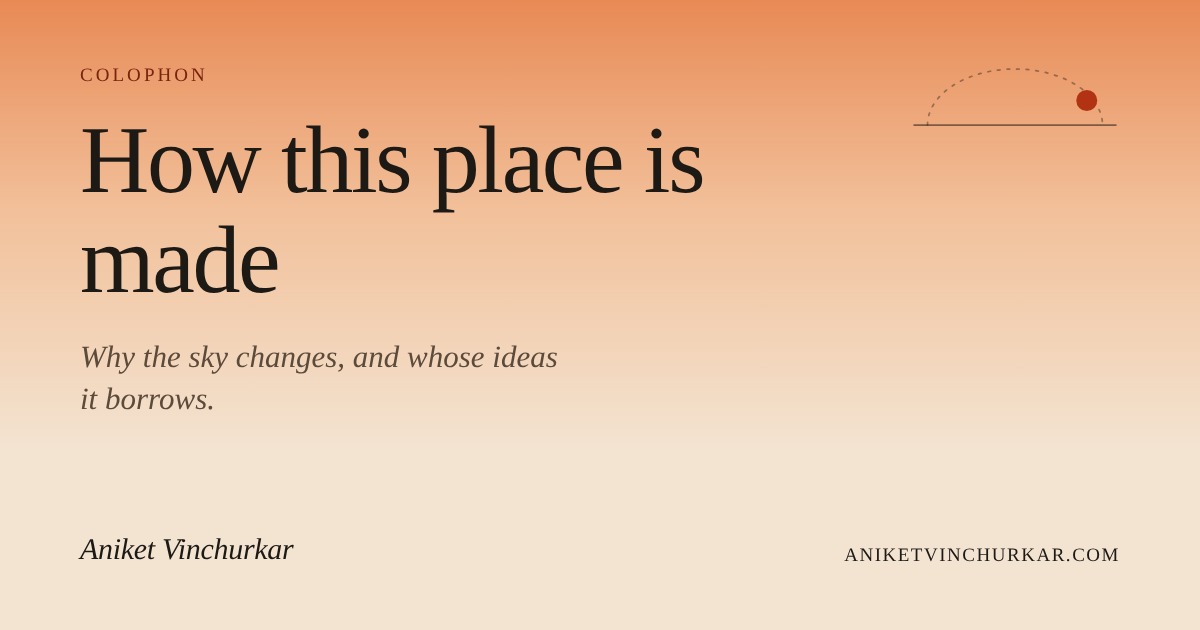 COLOPHON
How this place is
made
Why the sky changes, and whose ideas
it borrows.
Aniket Vinchurkar
ANIKETVINCHURKAR.COM